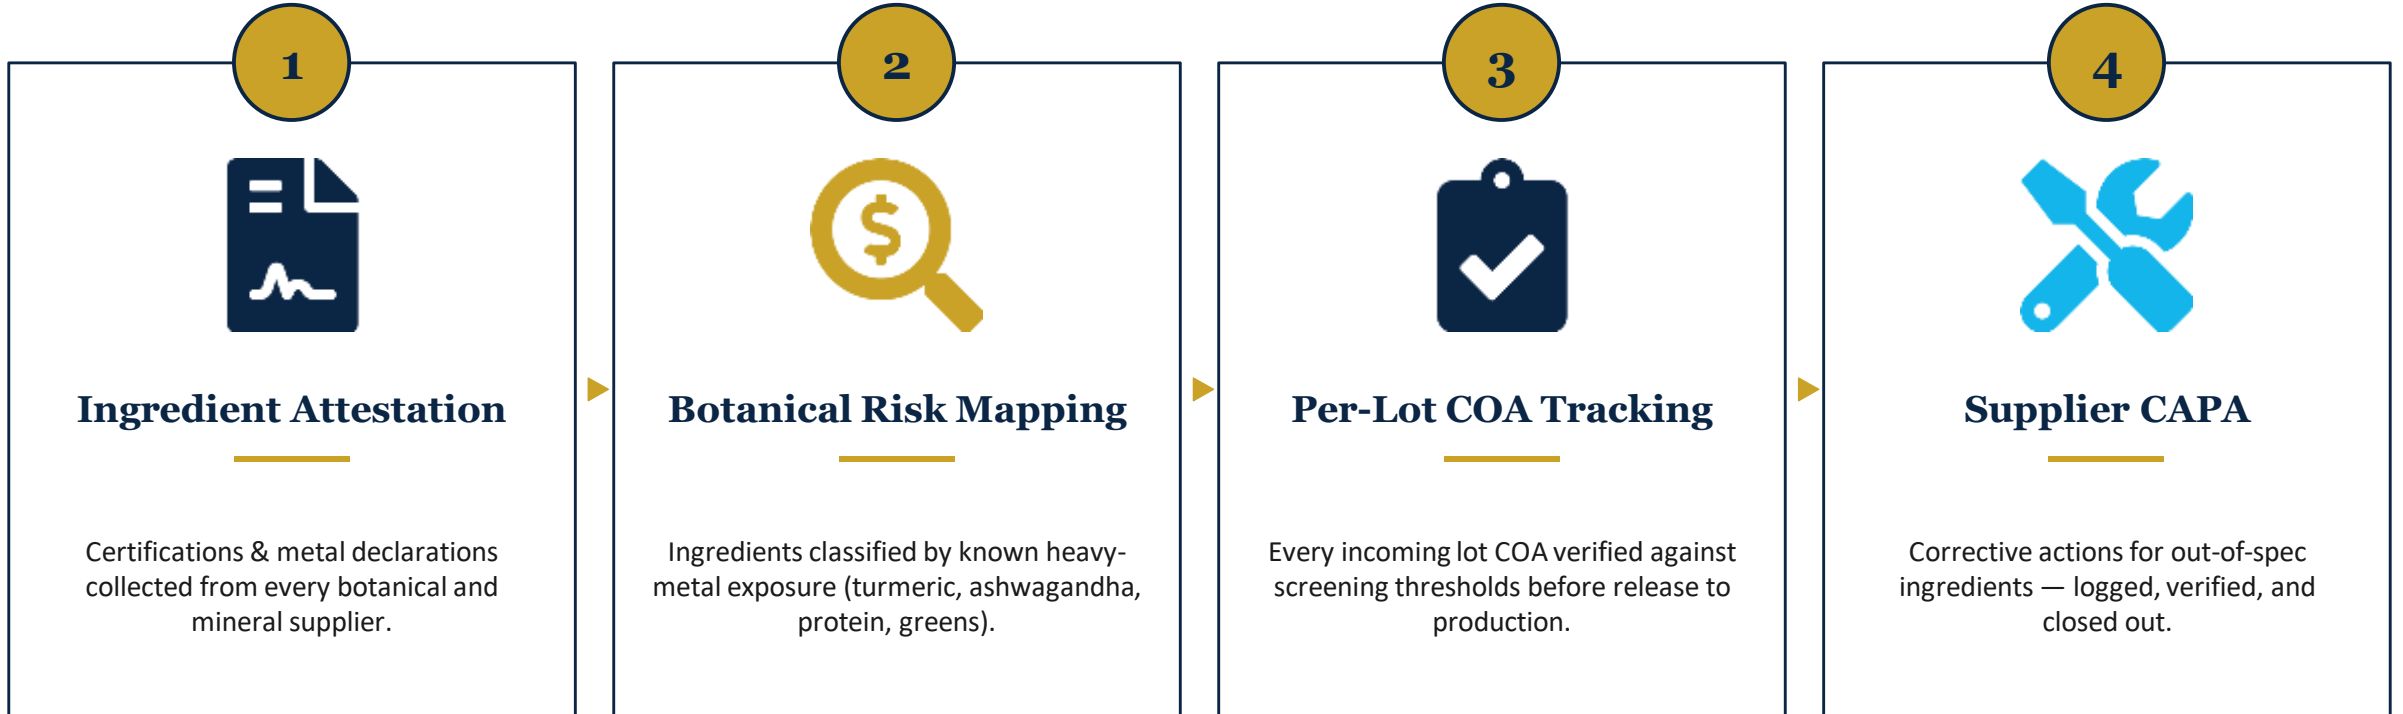 1
Ingredient Attestation
Certifications & metal declarations
collected from every botanical and
mineral supplier.
2
$
Botanical Risk Mapping
Ingredients classified by known heavy-
metal exposure (turmeric, ashwagandha,
protein, greens).
3
Per-Lot COA Tracking
Every incoming lot COA verified against
screening thresholds before release to
production.
4
Supplier CAPA
Corrective actions for out-of-spec
ingredients — logged, verified, and
closed out.